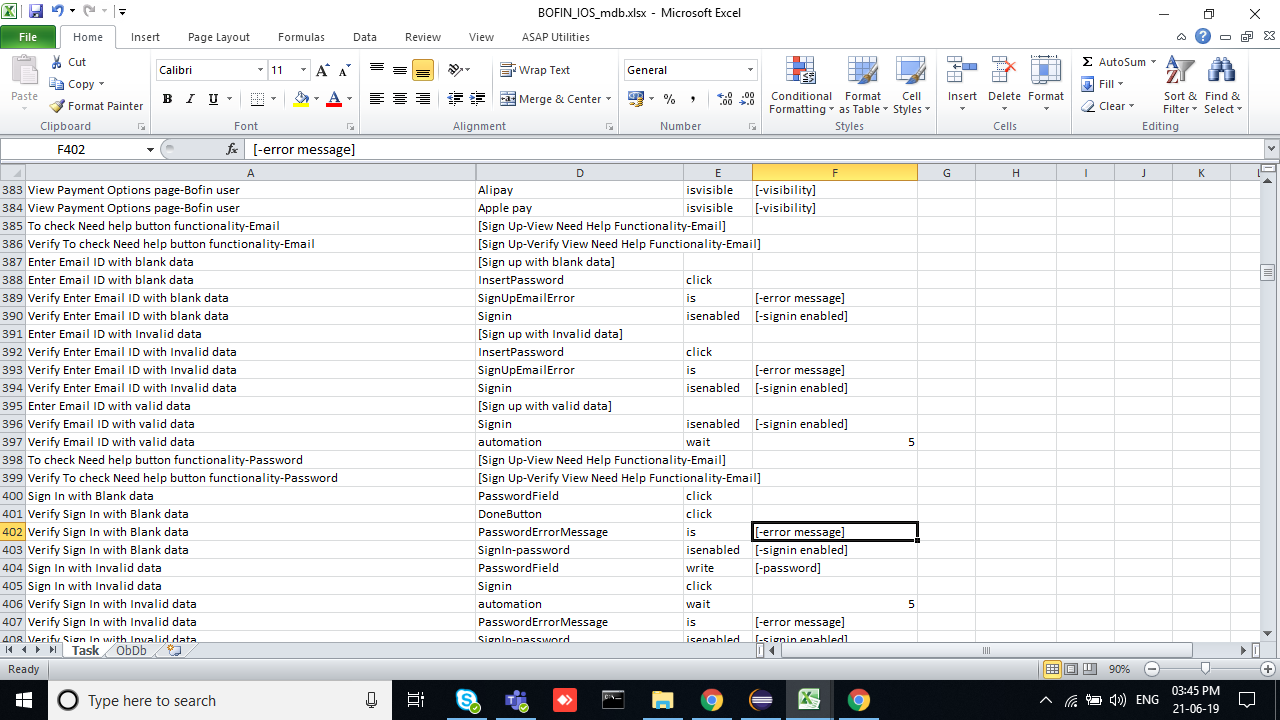 BOFIN_IOS_mdb.xlsx - Microsoft Excel
File Home Insert Page Layout Formulas Data Review View ASAP Utilities
Paste Cut Copy Format Painter Clipboard
Calibri 11 A A B I U A Font
Wrap Text Merge & Center Alignment
General % , .00 Number
Conditional Formatting Format as Table Cell Styles Styles
Insert Delete Format Cells
Σ AutoSum Fill Clear Sort & Filter Find & Select Editing
F402 fx [-error message]
A D E F G H I J K L
383 View Payment Options page-Bofin user Alipay isvisible [-visibility]
384 View Payment Options page-Bofin user Apple pay isvisible [-visibility]
385 To check Need help button functionality-Email [Sign Up-View Need Help Functionality-Email]
386 Verify To check Need help button functionality-Email [Sign Up-Verify View Need Help Functionality-Email]
387 Enter Email ID with blank data [Sign up with blank data]
388 Enter Email ID with blank data InsertPassword click
389 Verify Enter Email ID with blank data SignUpEmailError is [-error message]
390 Verify Enter Email ID with blank data Signin isenabled [-signin enabled]
391 Enter Email ID with Invalid data [Sign up with Invalid data]
392 Verify Enter Email ID with Invalid data InsertPassword click
393 Verify Enter Email ID with Invalid data SignUpEmailError is [-error message]
394 Verify Enter Email ID with Invalid data Signin isenabled [-signin enabled]
395 Enter Email ID with valid data [Sign up with valid data]
396 Verify Email ID with valid data Signin isenabled [-signin enabled]
397 Verify Email ID with valid data automation wait 5
398 To check Need help button functionality-Password [Sign Up-View Need Help Functionality-Email]
399 Verify To check Need help button functionality-Password [Sign Up-Verify View Need Help Functionality-Email]
400 Sign In with Blank data PasswordField click
401 Verify Sign In with Blank data DoneButton click
402 Verify Sign In with Blank data PasswordErrorMessage is [-error message]
403 Verify Sign In with Blank data SignIn-password isenabled [-signin enabled]
404 Sign In with Invalid data PasswordField write [-password]
405 Sign In with Invalid data Signin click
406 Verify Sign In with Invalid data automation wait 5
407 Verify Sign In with Invalid data PasswordErrorMessage is [-error message]
408 Verify Sign In with Invalid data SignIn-password isenabled [-signin enabled]
Task ObDb
Ready 90%
Type here to search ENG 03:45 PM
21-06-19